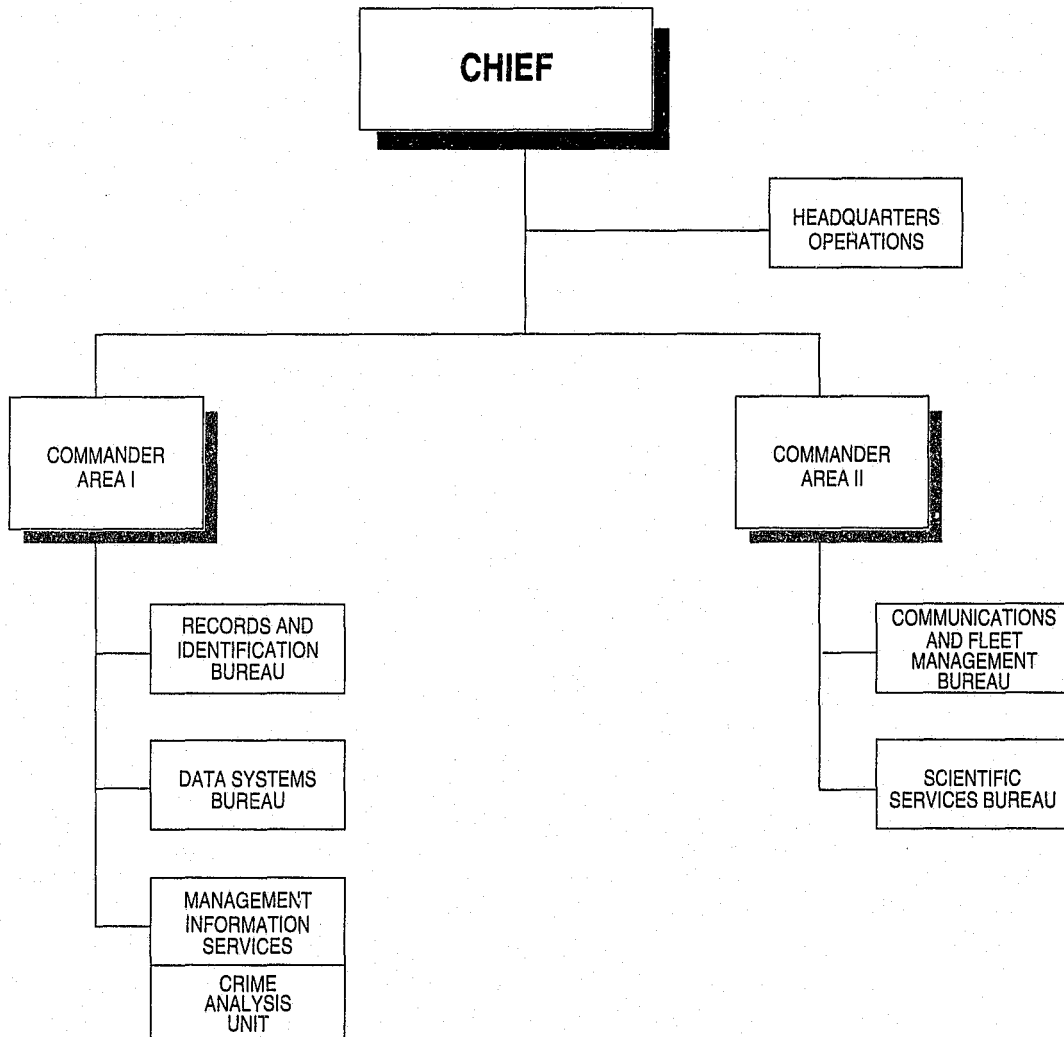 CHIEF
HEADQUARTERS
OPERATIONS
COMMANDER
AREA I
COMMANDER
AREA II
RECORDS AND
IDENTIFICATION
BUREAU
DATA SYSTEMS
BUREAU
MANAGEMENT
INFORMATION
SERVICES
CRIME
ANALYSIS
UNIT
COMMUNICATIONS
AND FLEET
MANAGEMENT
BUREAU
SCIENTIFIC
SERVICES BUREAU